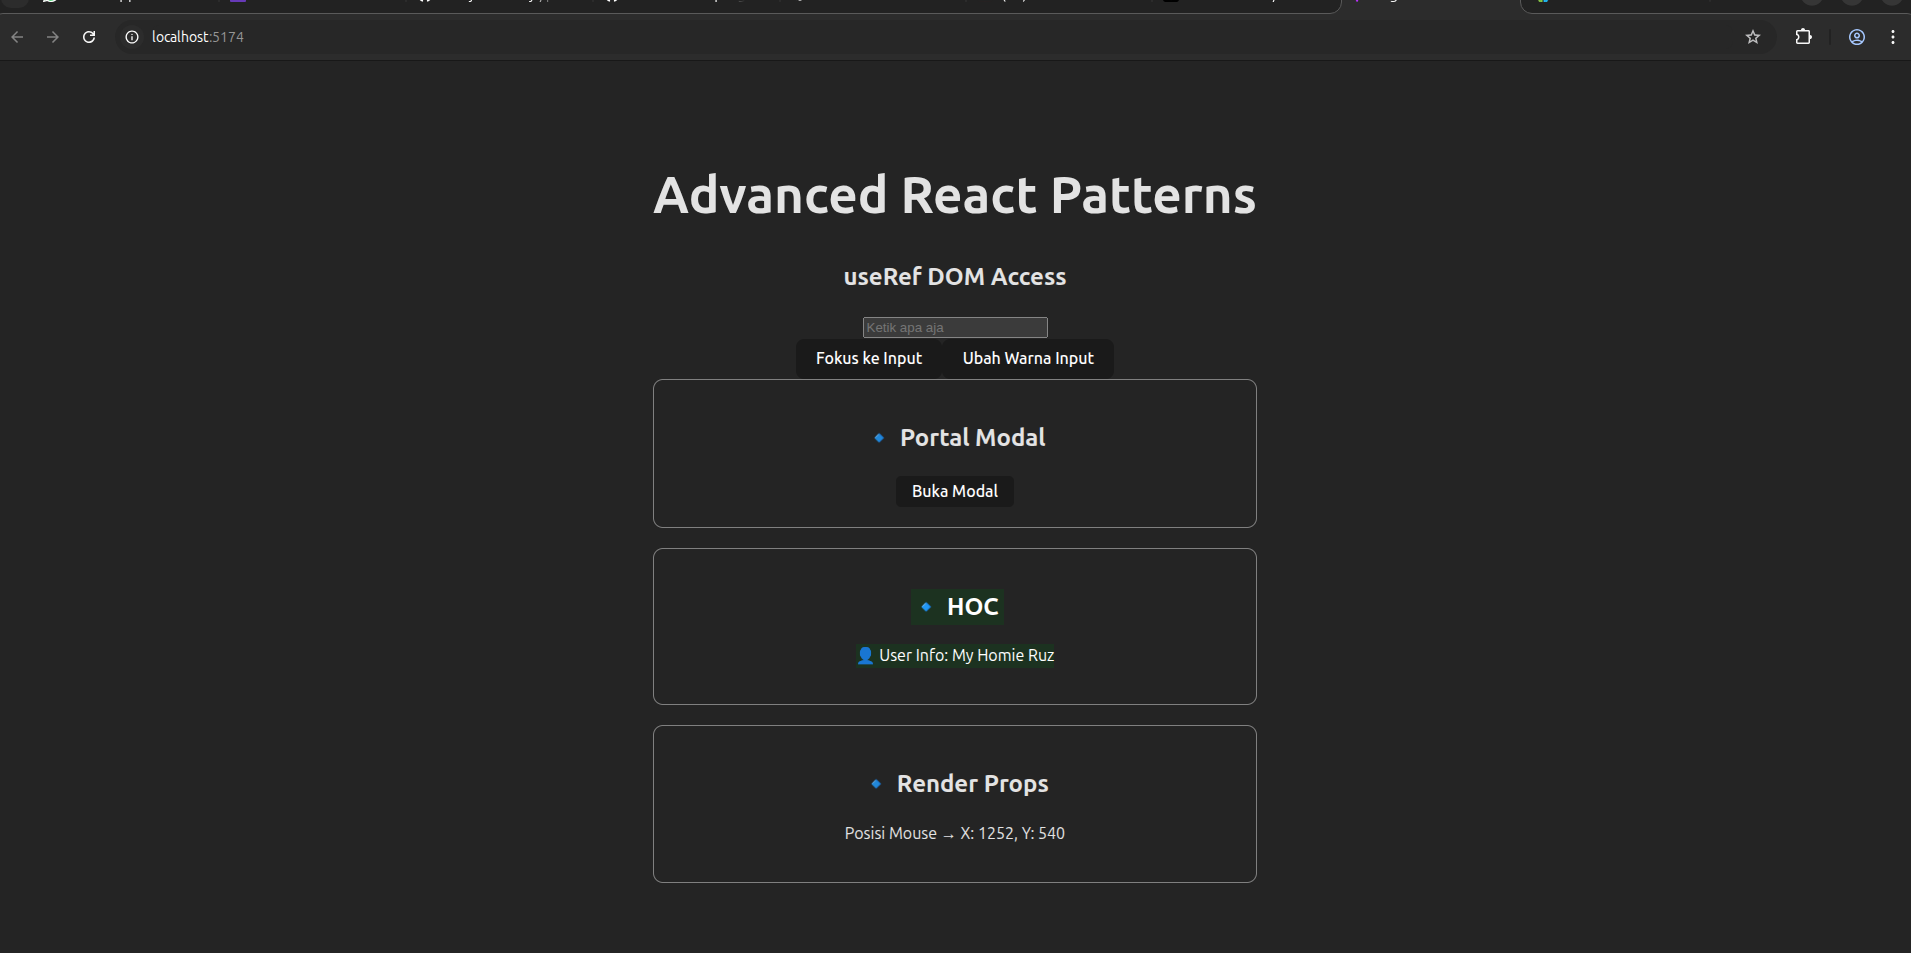 localhost:5174
Advanced React Patterns
useRef DOM Access
Ketik apa aja
Fokus ke Input Ubah Warna Input
Portal Modal
Buka Modal
HOC
User Info: My Homie Ruz
Render Props
Posisi Mouse → X: 1252, Y: 540